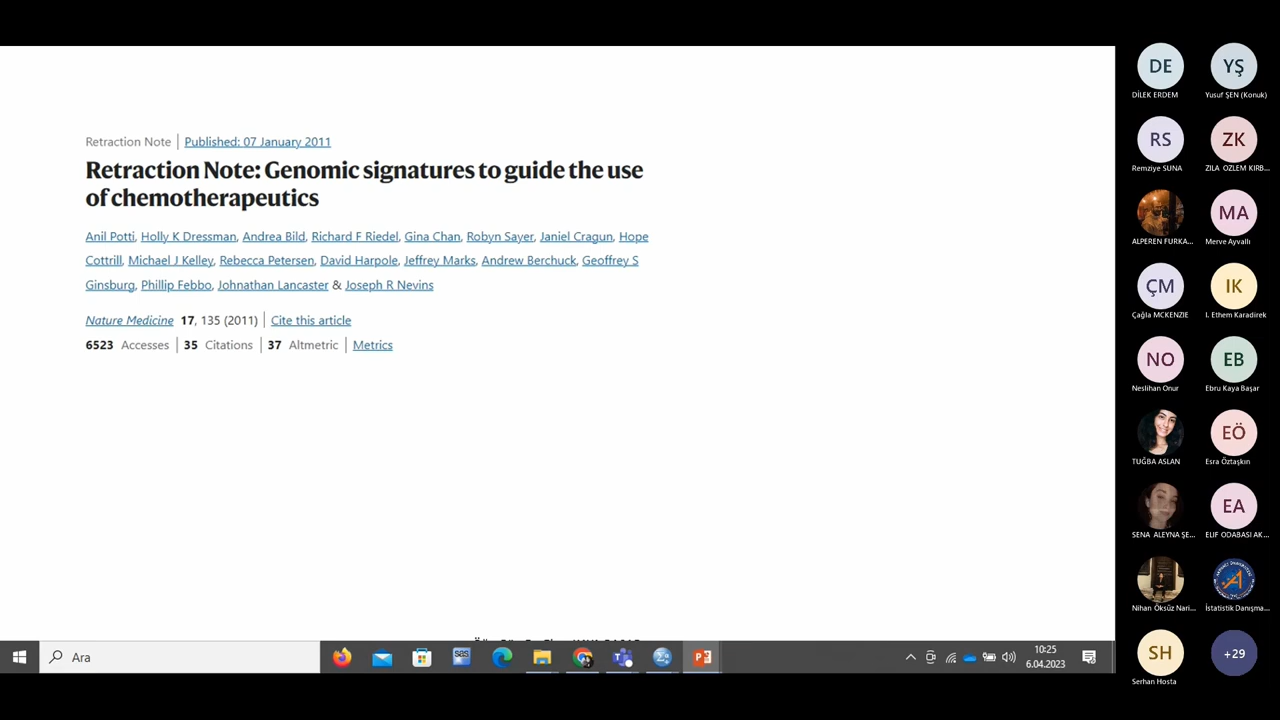 Retraction Note | Published: 07 January 2011
Retraction Note: Genomic signatures to guide the use
of chemotherapeutics
Anil Potti, Holly K Dressman, Andrea Bild, Richard F Riedel, Gina Chan, Robyn Sayer, Janiel Cragun, Hope
Cottrill, Michael J Kelley, Rebecca Petersen, David Harpole, Jeffrey Marks, Andrew Berchuck, Geoffrey S
Ginsburg, Phillip Febbo, Johnathan Lancaster & Joseph R Nevins
Nature Medicine 17, 135 (2011) | Cite this article
6523 Accesses | 35 Citations | 37 Altmetric | Metrics
Ara
SAS
10:25
6.04.2023
DE
DİLEK ERDEM
YŞ
Yusuf ŞEN (Konuk)
RS
Remziye SUNA
ZK
ZILA OZLEM KIRB...
ALPEREN FURKA...
MA
Merve Ayvallı
ÇM
Çağla MCKENZIE
IK
I. Ethem Karadirek
NO
Neslihan Onur
EB
Ebru Kaya Başar
TUĞBA ASLAN
EÖ
Esra Öztaşkın
SENA ALEYNA ŞE...
EA
ELIF ODABASI AK...
Nihan Öksüz Nari...
İstatistik Danışma...
SH
Serhan Hosta
+29